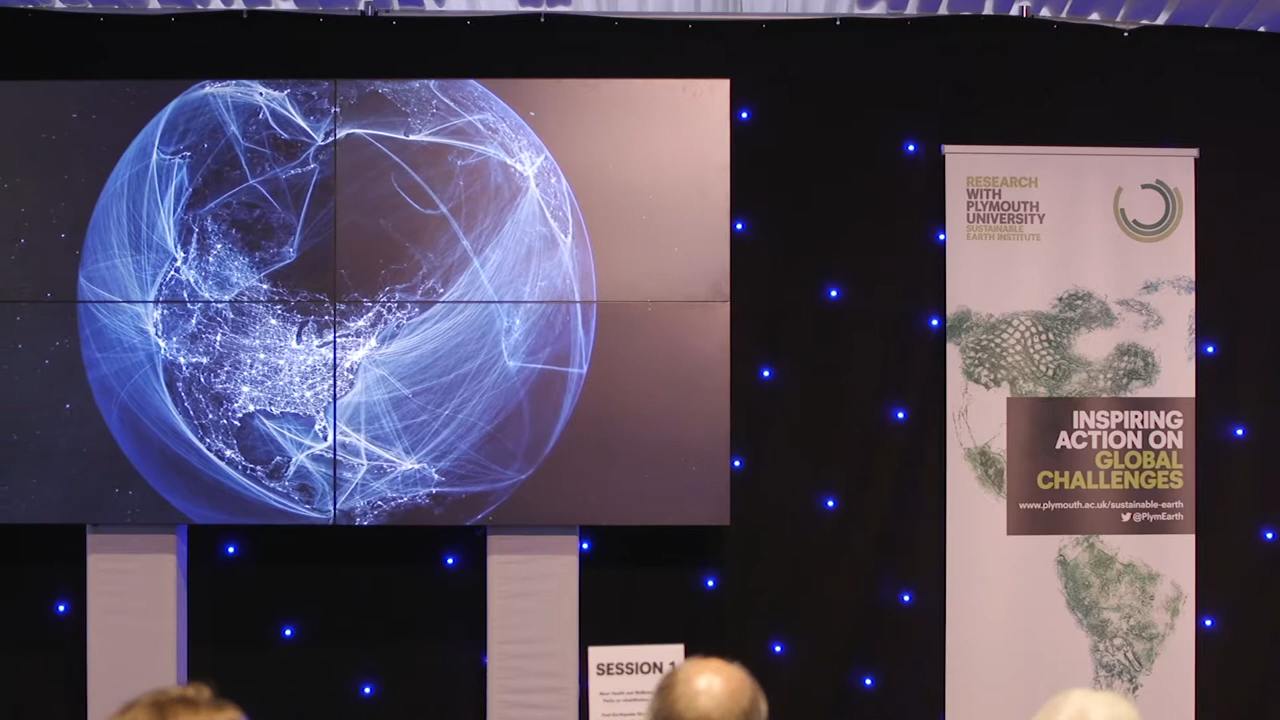 RESEARCH
WITH
PLYMOUTH
UNIVERSITY
SUSTAINABLE
EARTH INSTITUTE
INSPIRING
ACTION ON
GLOBAL
CHALLENGES
www.plymouth.ac.uk/sustainable-earth
@PlymEarth
SESSION 1